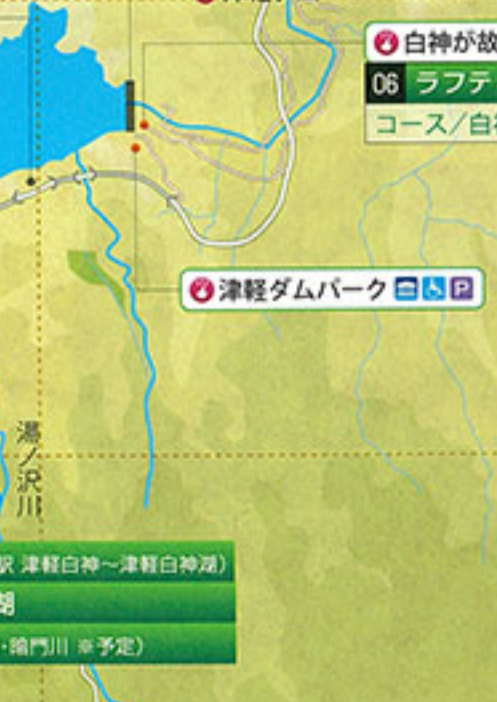 白神が故
06 ラフテ
コース／白神
津軽ダムパーク P
湯ノ沢川
駅 津軽白神～津軽白神湖）
湖
・暗門川 ※予定）